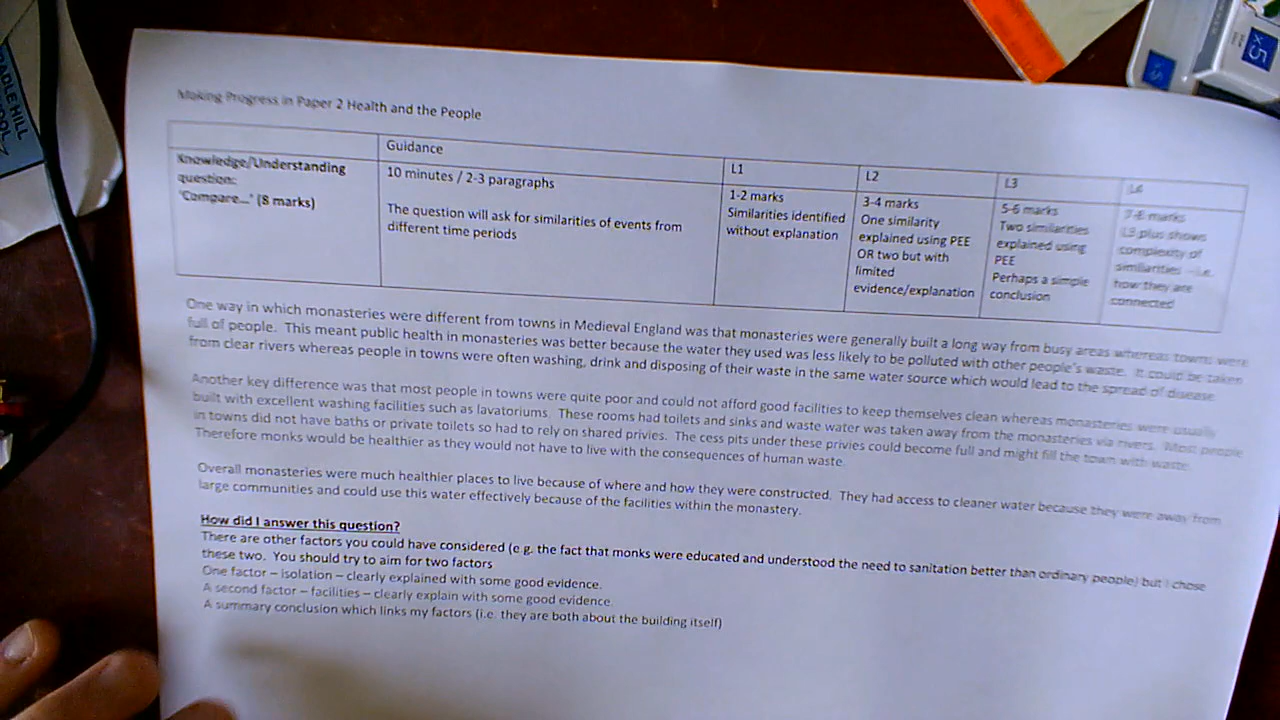 Making Progress in Paper 2 Health and the People
Guidance
L1
L2
L3
L4
Knowledge/Understanding
question:
'Compare...' (8 marks)
10 minutes / 2-3 paragraphs
The question will ask for similarities of events from
different time periods
1-2 marks
Similarities identified
without explanation
3-4 marks
One similarity
explained using PEE
OR two but with
limited
evidence/explanation
5-6 marks
Two similarities
explained using
PEE
Perhaps a simple
conclusion
7-8 marks
L3 plus shows
complexity of
similarities – i.e.
how they are
connected
One way in which monasteries were different from towns in Medieval England was that monasteries were generally built a long way from busy areas whereas towns were
full of people. This meant public health in monasteries was better because the water they used was less likely to be polluted with other people's waste. It could be taken
from clear rivers whereas people in towns were often washing, drink and disposing of their waste in the same water source which would lead to the spread of disease
Another key difference was that most people in towns were quite poor and could not afford good facilities to keep themselves clean whereas monasteries were usually
built with excellent washing facilities such as lavatoriums. These rooms had toilets and sinks and waste water was taken away from the monasteries via rivers. Most people
in towns did not have baths or private toilets so had to rely on shared privies. The cess pits under these privies could become full and might fill the town with waste.
Therefore monks would be healthier as they would not have to live with the consequences of human waste.
Overall monasteries were much healthier places to live because of where and how they were constructed. They had access to cleaner water because they were away from
large communities and could use this water effectively because of the facilities within the monastery.
How did I answer this question?
There are other factors you could have considered (e.g. the fact that monks were educated and understood the need to sanitation better than ordinary people) but I chose
these two. You should try to aim for two factors
One factor – isolation – clearly explained with some good evidence.
A second factor – facilities – clearly explain with some good evidence.
A summary conclusion which links my factors (i.e. they are both about the building itself)
ADLE HILL
x5